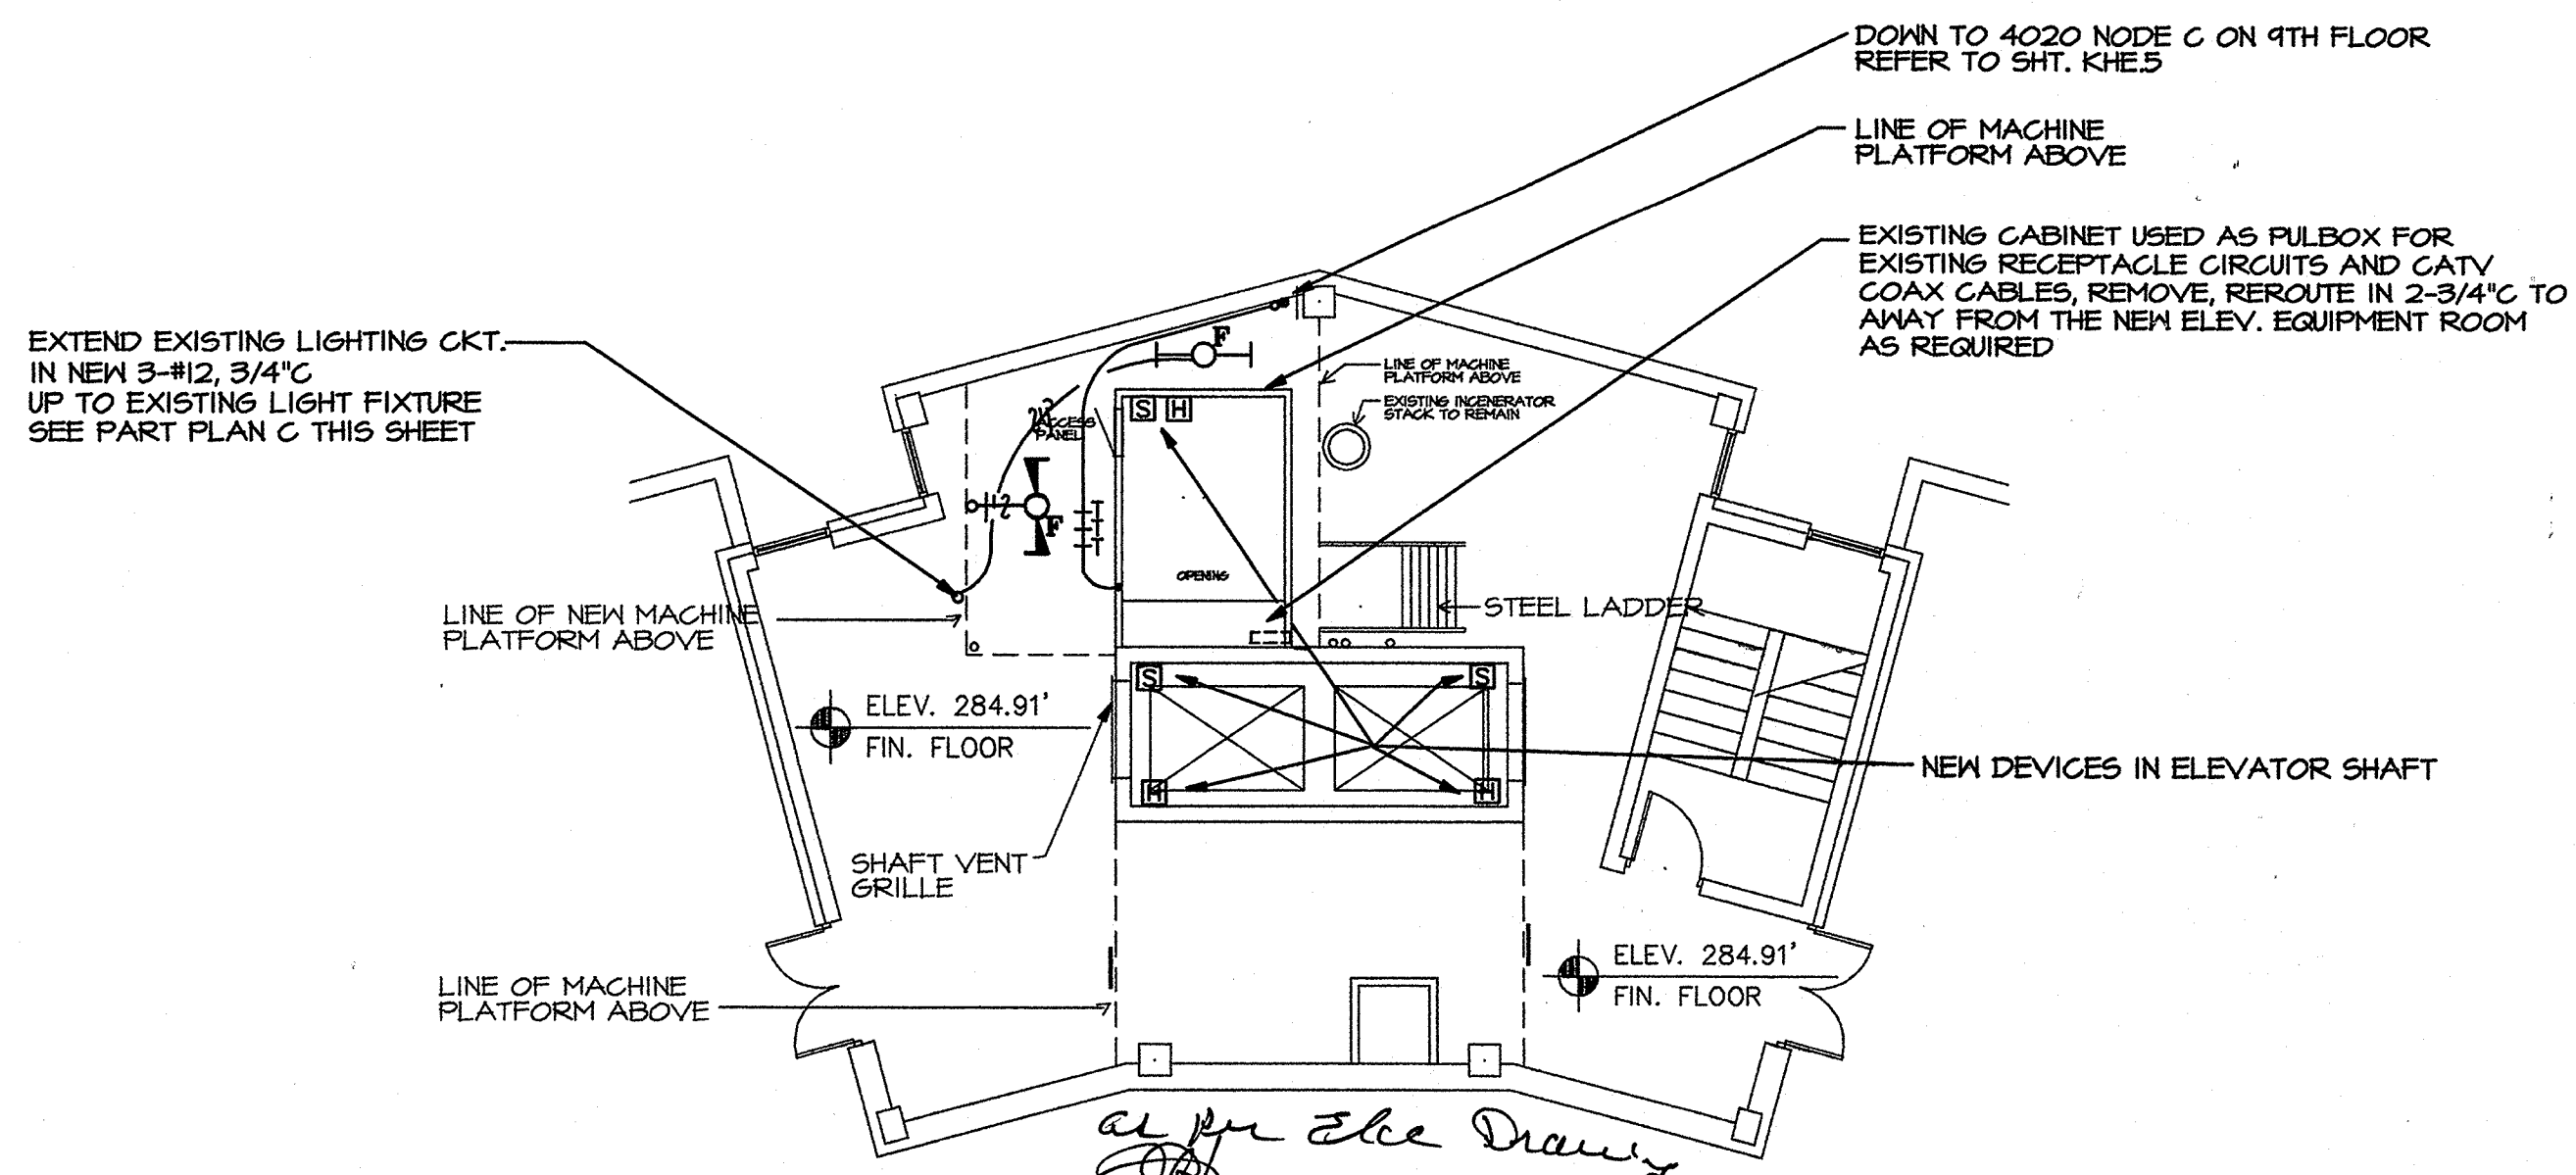 DOWN TO 4020 NODE C ON 9TH FLOOR
REFER TO SHT. KHE.5
LINE OF MACHINE
PLATFORM ABOVE
EXISTING CABINET USED AS PULBOX FOR
EXISTING RECEPTACLE CIRCUITS AND CATV
COAX CABLES, REMOVE, REROUTE IN 2-3/4"C TO
AWAY FROM THE NEW ELEV. EQUIPMENT ROOM
AS REQUIRED
EXTEND EXISTING LIGHTING CKT.
IN NEW 3-#12, 3/4"C
UP TO EXISTING LIGHT FIXTURE
SEE PART PLAN C THIS SHEET
F
LINE OF MACHINE
PLATFORM ABOVE
EXISTING INCENERATOR
STACK TO REMAIN
ACCESS
PANEL
S H
F
OPENING
LINE OF NEW MACHINE
PLATFORM ABOVE
STEEL LADDER
S S
ELEV. 284.91'
FIN. FLOOR
H H
NEW DEVICES IN ELEVATOR SHAFT
SHAFT VENT
GRILLE
LINE OF MACHINE
PLATFORM ABOVE
ELEV. 284.91'
FIN. FLOOR
as per Elec Drawing